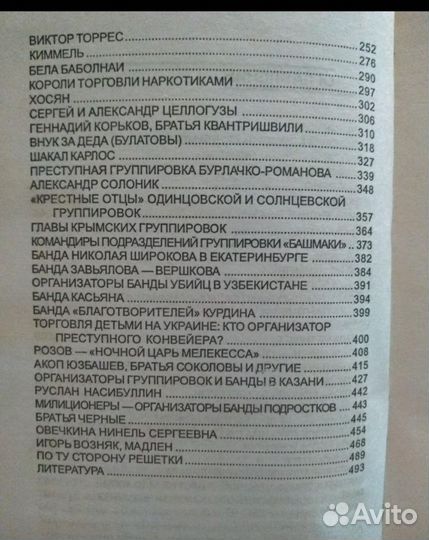 ВИКТОР ТОРРЕС 252
КИММЕЛЬ 276
БЕЛА БАБОЛНАИ 290
КОРОЛИ ТОРГОВЛИ НАРКОТИКАМИ 297
ХОСЯН 302
СЕРГЕЙ И АЛЕКСАНДР ЦЕЛЛОГУЗЫ 306
ГЕННАДИЙ КОРЬКОВ, БРАТЬЯ КВАНТРИШВИЛИ 310
ВНУК ЗА ДЕДА (БУЛАТОВЫ) 318
ШАКАЛ КАРЛОС 327
ПРЕСТУПНАЯ ГРУППИРОВКА БУРЛАЧКО-РОМАНОВА 339
АЛЕКСАНДР СОЛОНИК 348
«КРЕСТНЫЕ ОТЦЫ» ОДИНЦОВСКОЙ И СОЛНЦЕВСКОЙ
ГРУППИРОВОК 357
ГЛАВЫ КРЫМСКИХ ГРУППИРОВОК 364
КОМАНДИРЫ ПОДРАЗДЕЛЕНИЙ ГРУППИРОВКИ «БАШМАКИ» 373
БАНДА НИКОЛАЯ ШИРОКОВА В ЕКАТЕРИНБУРГЕ 382
БАНДА ЗАВЬЯЛОВА — ВЕРШКОВА 384
ОРГАНИЗАТОРЫ БАНДЫ УБИЙЦ В УЗБЕКИСТАНЕ 391
БАНДА КАСЬЯНА 394
БАНДА «БЛАГОТВОРИТЕЛЕЙ» КУРДИНА 399
ТОРГОВЛЯ ДЕТЬМИ НА УКРАИНЕ: КТО ОРГАНИЗАТОР
ПРЕСТУПНОГО КОНВЕЙЕРА? 400
РОЗОВ — «НОЧНОЙ ЦАРЬ МЕЛЕКЕССА» 408
АКОП ЮЗБАШЕВ, БРАТЬЯ СОКОЛОВЫ И ДРУГИЕ 415
ОРГАНИЗАТОРЫ ГРУППИРОВОК И БАНДЫ В КАЗАНИ 427
РУСЛАН НАСИБУЛЛИН 442
МИЛИЦИОНЕРЫ — ОРГАНИЗАТОРЫ БАНДЫ ПОДРОСТКОВ 443
БРАТЬЯ ЧЕРНЫЕ 445
ОВЕЧКИНА НИНЕЛЬ СЕРГЕЕВНА 454
ИГОРЬ ВОЗНЯК, МАДЛЕН 468
ПО ТУ СТОРОНУ РЕШЕТКИ 489
ЛИТЕРАТУРА 493
Avito